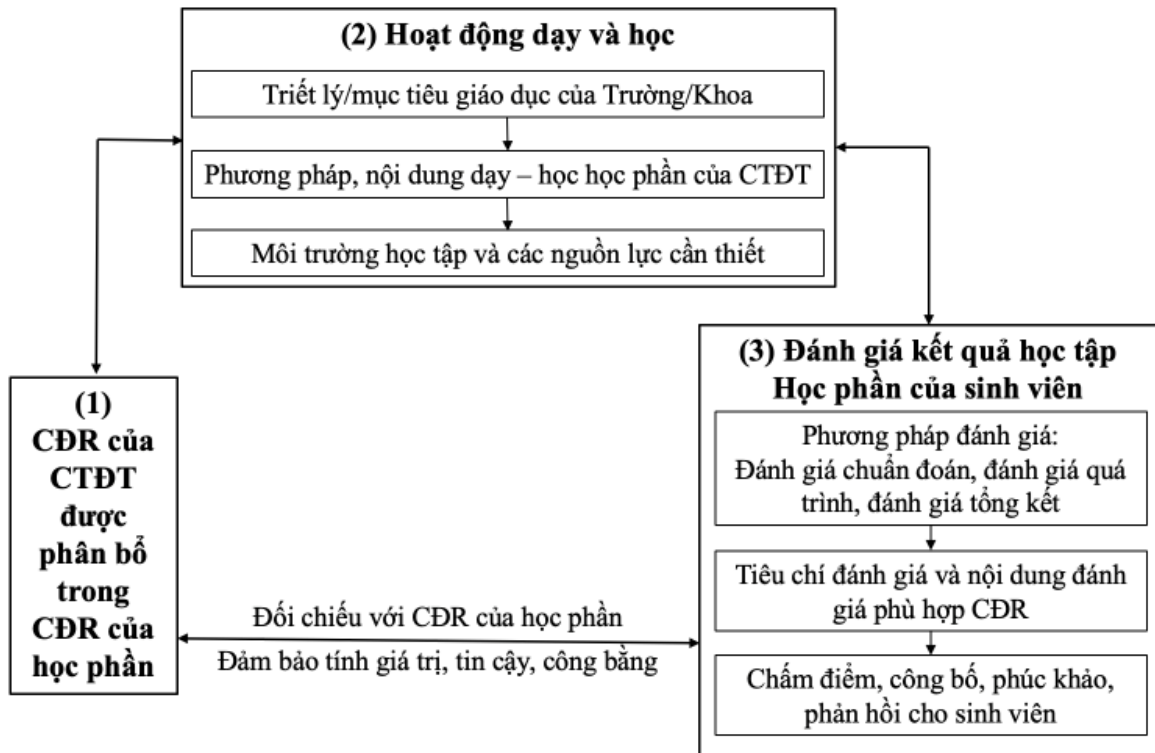 (2) Hoạt động dạy và học
Triết lý/mục tiêu giáo dục của Trường/Khoa
Phương pháp, nội dung dạy – học học phần của CTĐT
Môi trường học tập và các nguồn lực cần thiết
(1)
CĐR của
CTĐT
được
phân bổ
trong
CĐR của
học phần
Đối chiếu với CĐR của học phần
Đảm bảo tính giá trị, tin cậy, công bằng
(3) Đánh giá kết quả học tập
Học phần của sinh viên
Phương pháp đánh giá:
Đánh giá chuẩn đoán, đánh giá quá
trình, đánh giá tổng kết
Tiêu chí đánh giá và nội dung đánh
giá phù hợp CĐR
Chấm điểm, công bố, phúc khảo,
phản hồi cho sinh viên